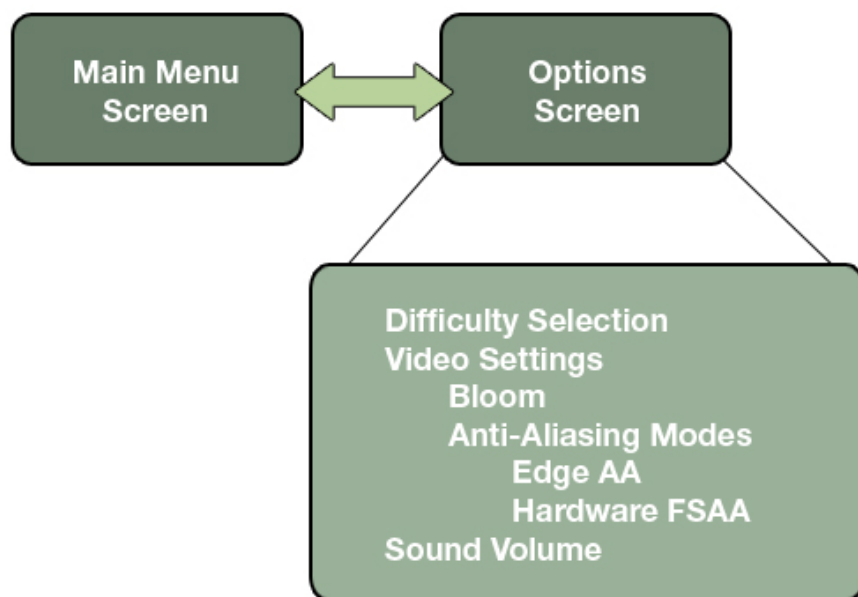 Main Menu
Screen
Options
Screen
Difficulty Selection
Video Settings
Bloom
Anti-Aliasing Modes
Edge AA
Hardware FSAA
Sound Volume